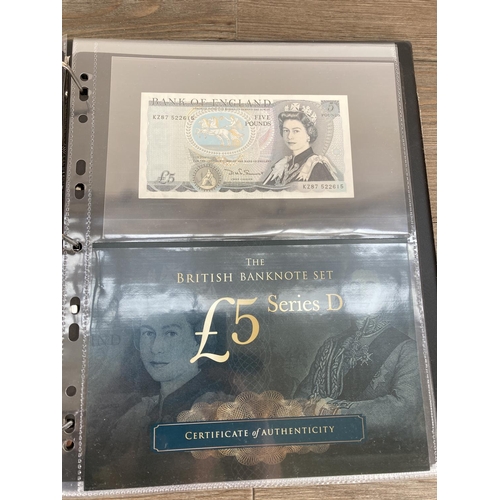 BANK OF ENGLAND
5
KZ87 522616
FIVE
POUNDS
£5
KZ87 522616
THE
BRITISH BANKNOTE SET
£5 Series D
CERTIFICATE of AUTHENTICITY